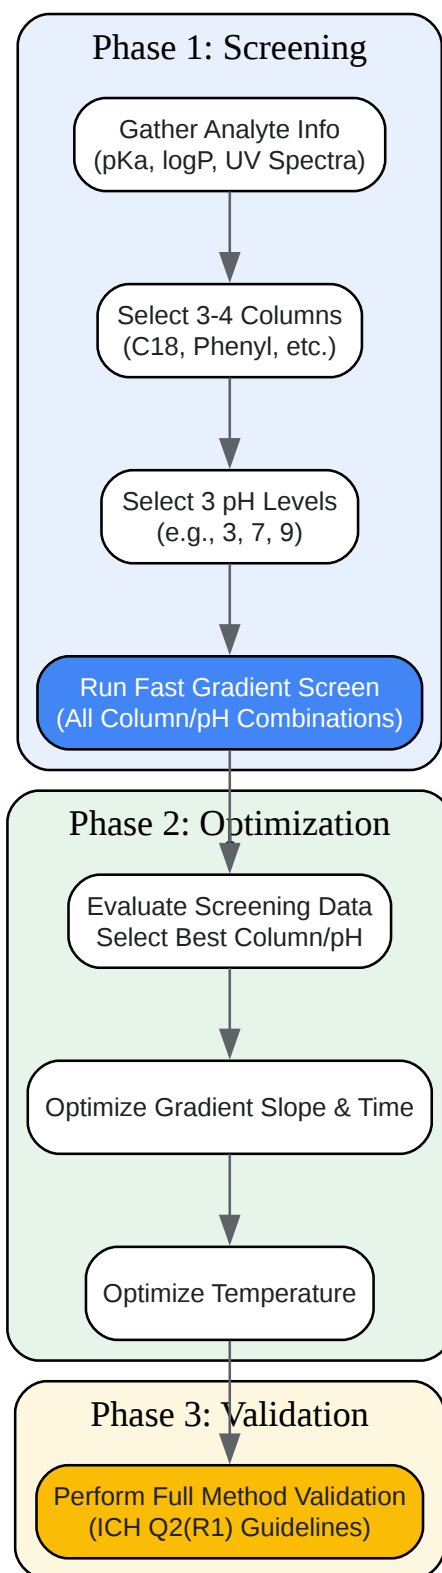 Phase 1: Screening
Gather Analyte Info
(pKa, logP, UV Spectra)
Select 3-4 Columns
(C18, Phenyl, etc.)
Select 3 pH Levels
(e.g., 3, 7, 9)
Run Fast Gradient Screen
(All Column/pH Combinations)
Phase 2: Optimization
Evaluate Screening Data
Select Best Column/pH
Optimize Gradient Slope & Time
Optimize Temperature
Phase 3: Validation
Perform Full Method Validation
(ICH Q2(R1) Guidelines)